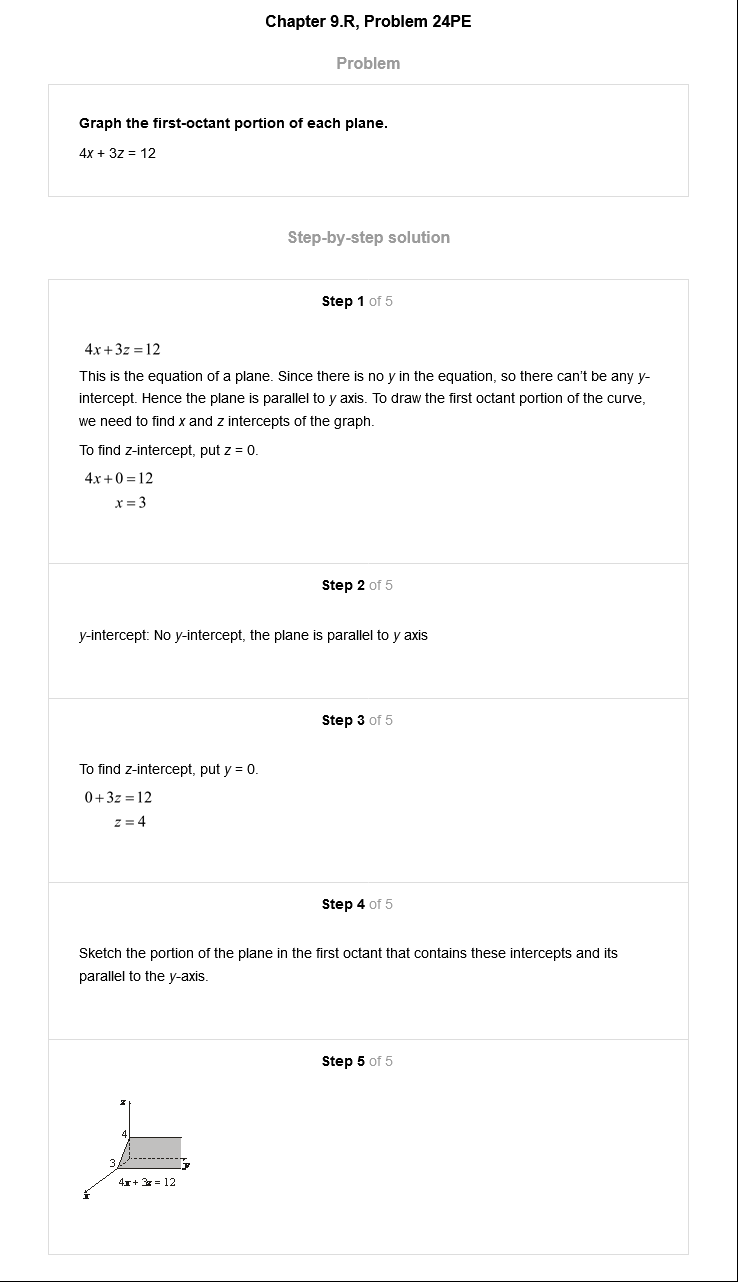 Chapter 9.R, Problem 24PE
Problem
Graph the first-octant portion of each plane.
4x + 3z = 12
Step-by-step solution
Step 1 of 5
4x + 3z = 12
This is the equation of a plane. Since there is no y in the equation, so there can't be any y-
intercept. Hence the plane is parallel to y axis. To draw the first octant portion of the curve,
we need to find x and z intercepts of the graph.
To find z-intercept, put z = 0.
4x + 0 = 12
x = 3
Step 2 of 5
y-intercept: No y-intercept, the plane is parallel to y axis
Step 3 of 5
To find z-intercept, put y = 0.
0 + 3z = 12
z = 4
Step 4 of 5
Sketch the portion of the plane in the first octant that contains these intercepts and its
parallel to the y-axis.
Step 5 of 5
z
4
3
y
4x + 3z = 12
x